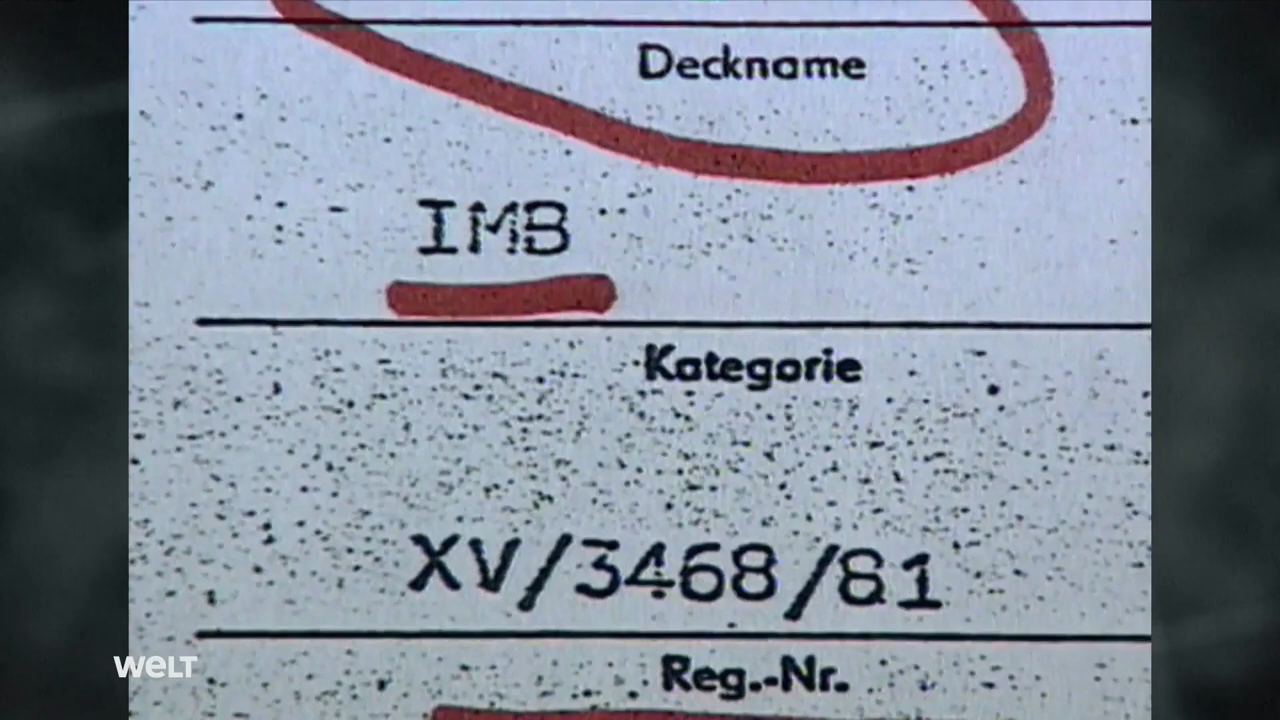 Deckname
IMB
Kategorie
XV/3468/81
Reg.-Nr.
WELT